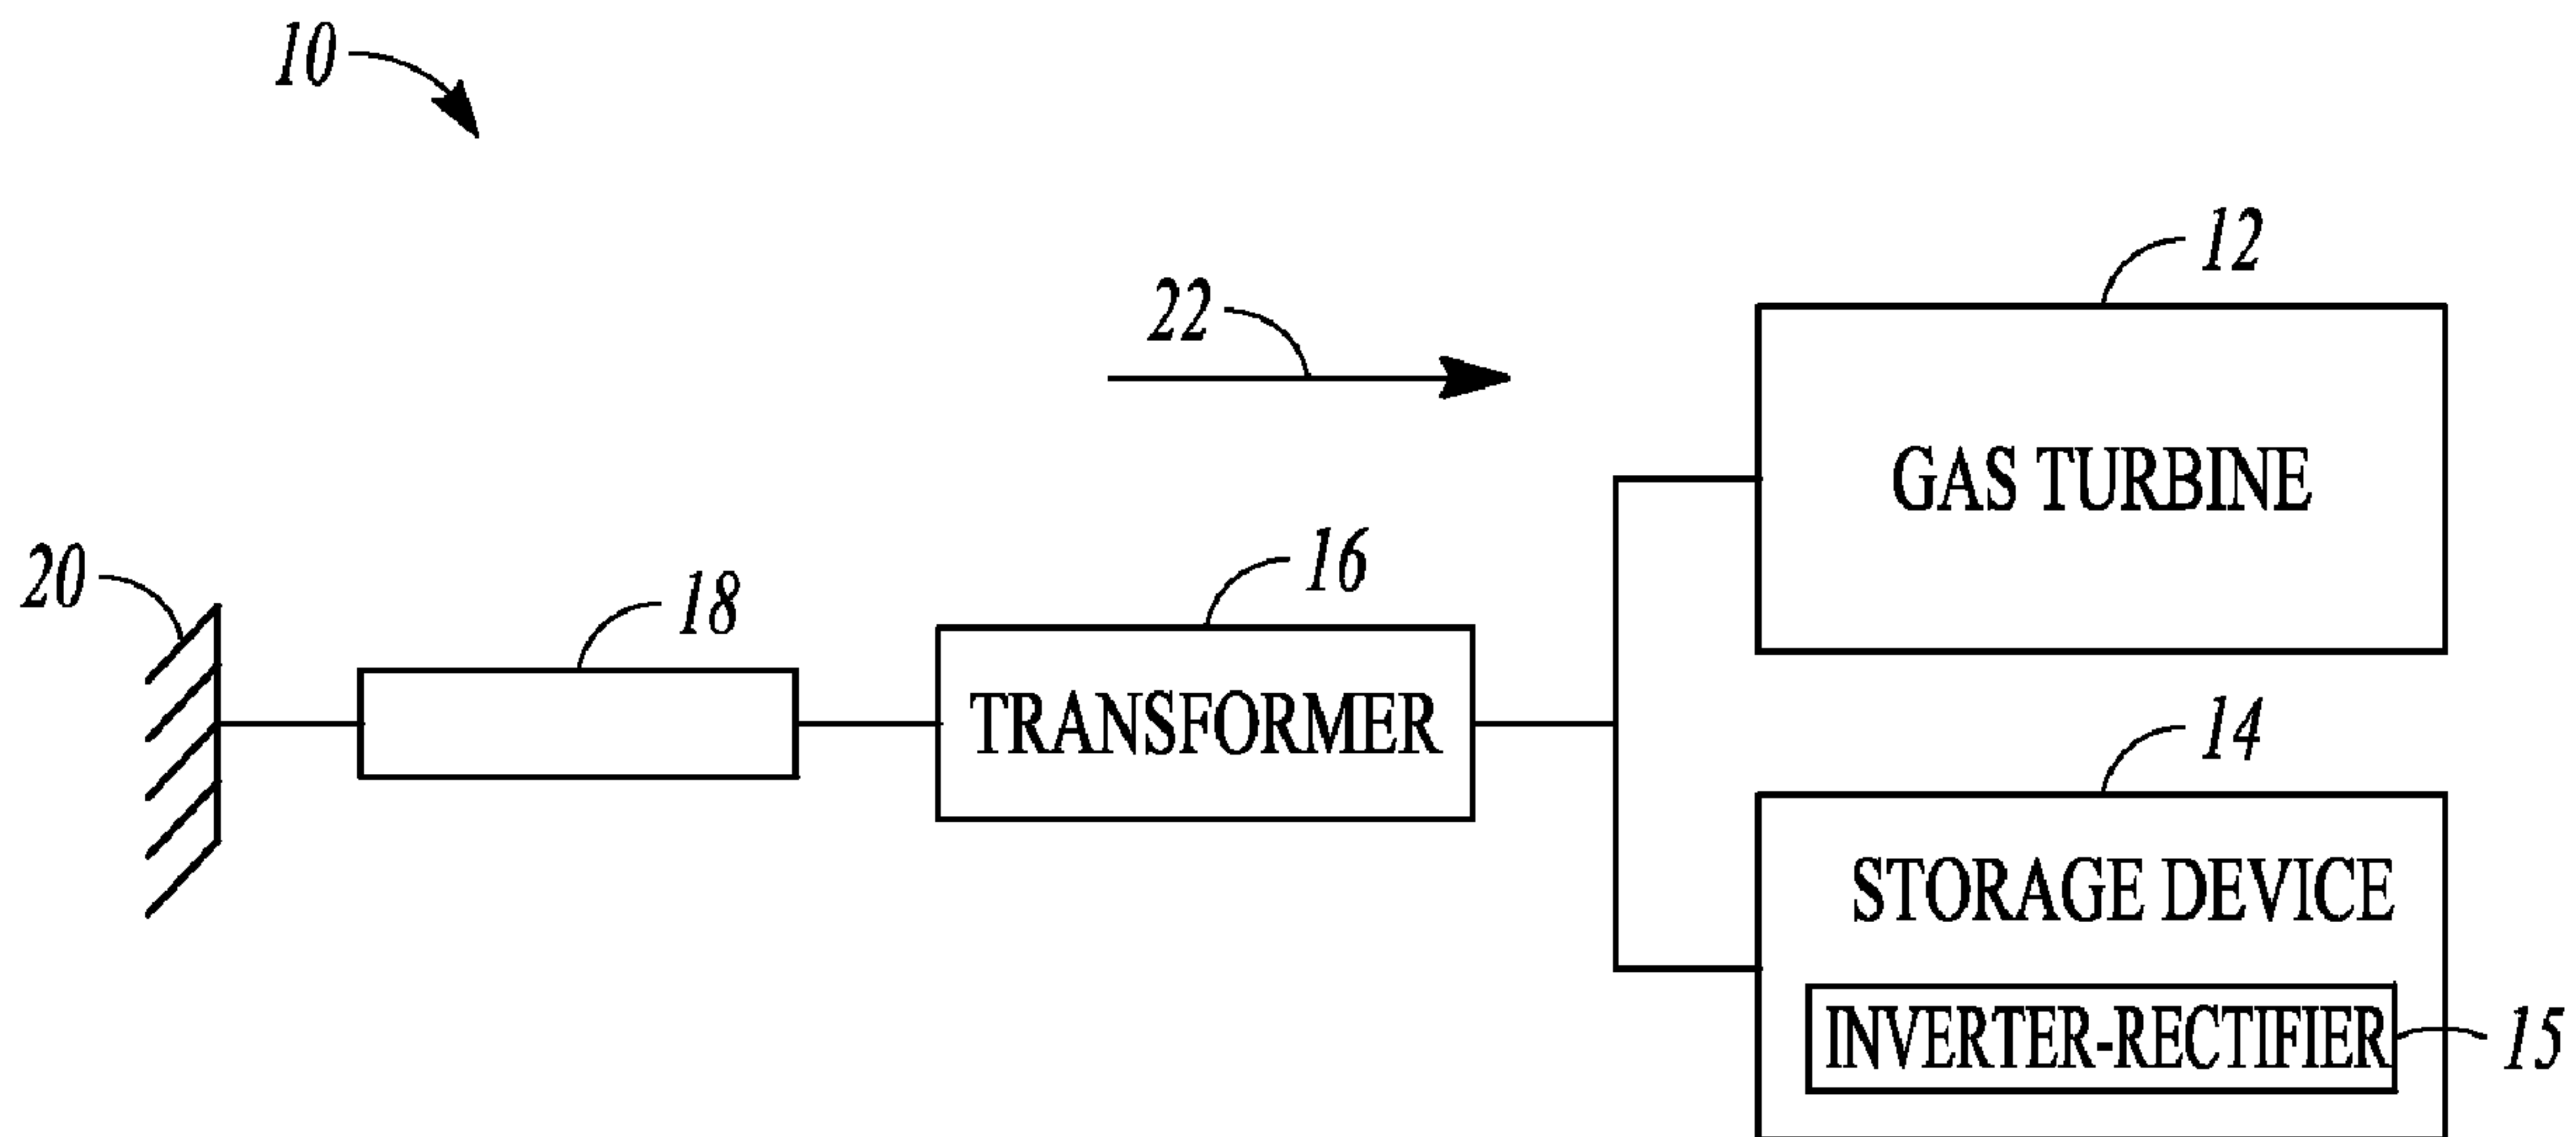 10
12
22
GAS TURBINE
16
20
18
14
TRANSFORMER
STORAGE DEVICE
INVERTER-RECTIFIER
15